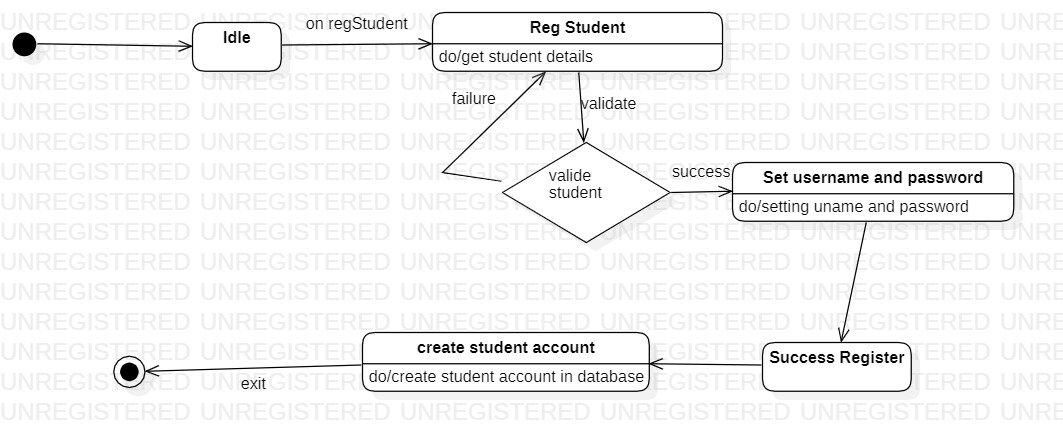 on regStudent
Idle
Reg Student
do/get student details
failure
validate
valide
student
success
Set username and password
do/setting uname and password
create student account
do/create student account in database
Success Register
exit
UNREGISTERED UNREGISTERED UNREGISTERED UNREGISTERED UNREGISTERED UNRE